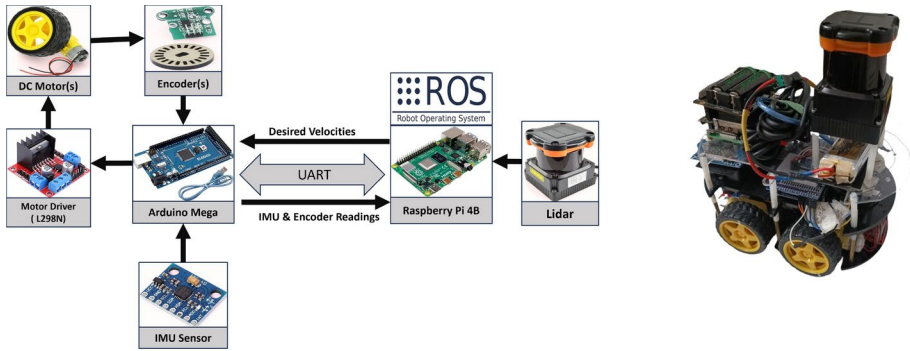 DC Motor(s)
Encoder(s)
ROS
Robot Operating System
Desired Velocities
UART
Motor Driver
( L298N)
Arduino Mega
IMU & Encoder Readings
Raspberry Pi 4B
Lidar
IMU Sensor